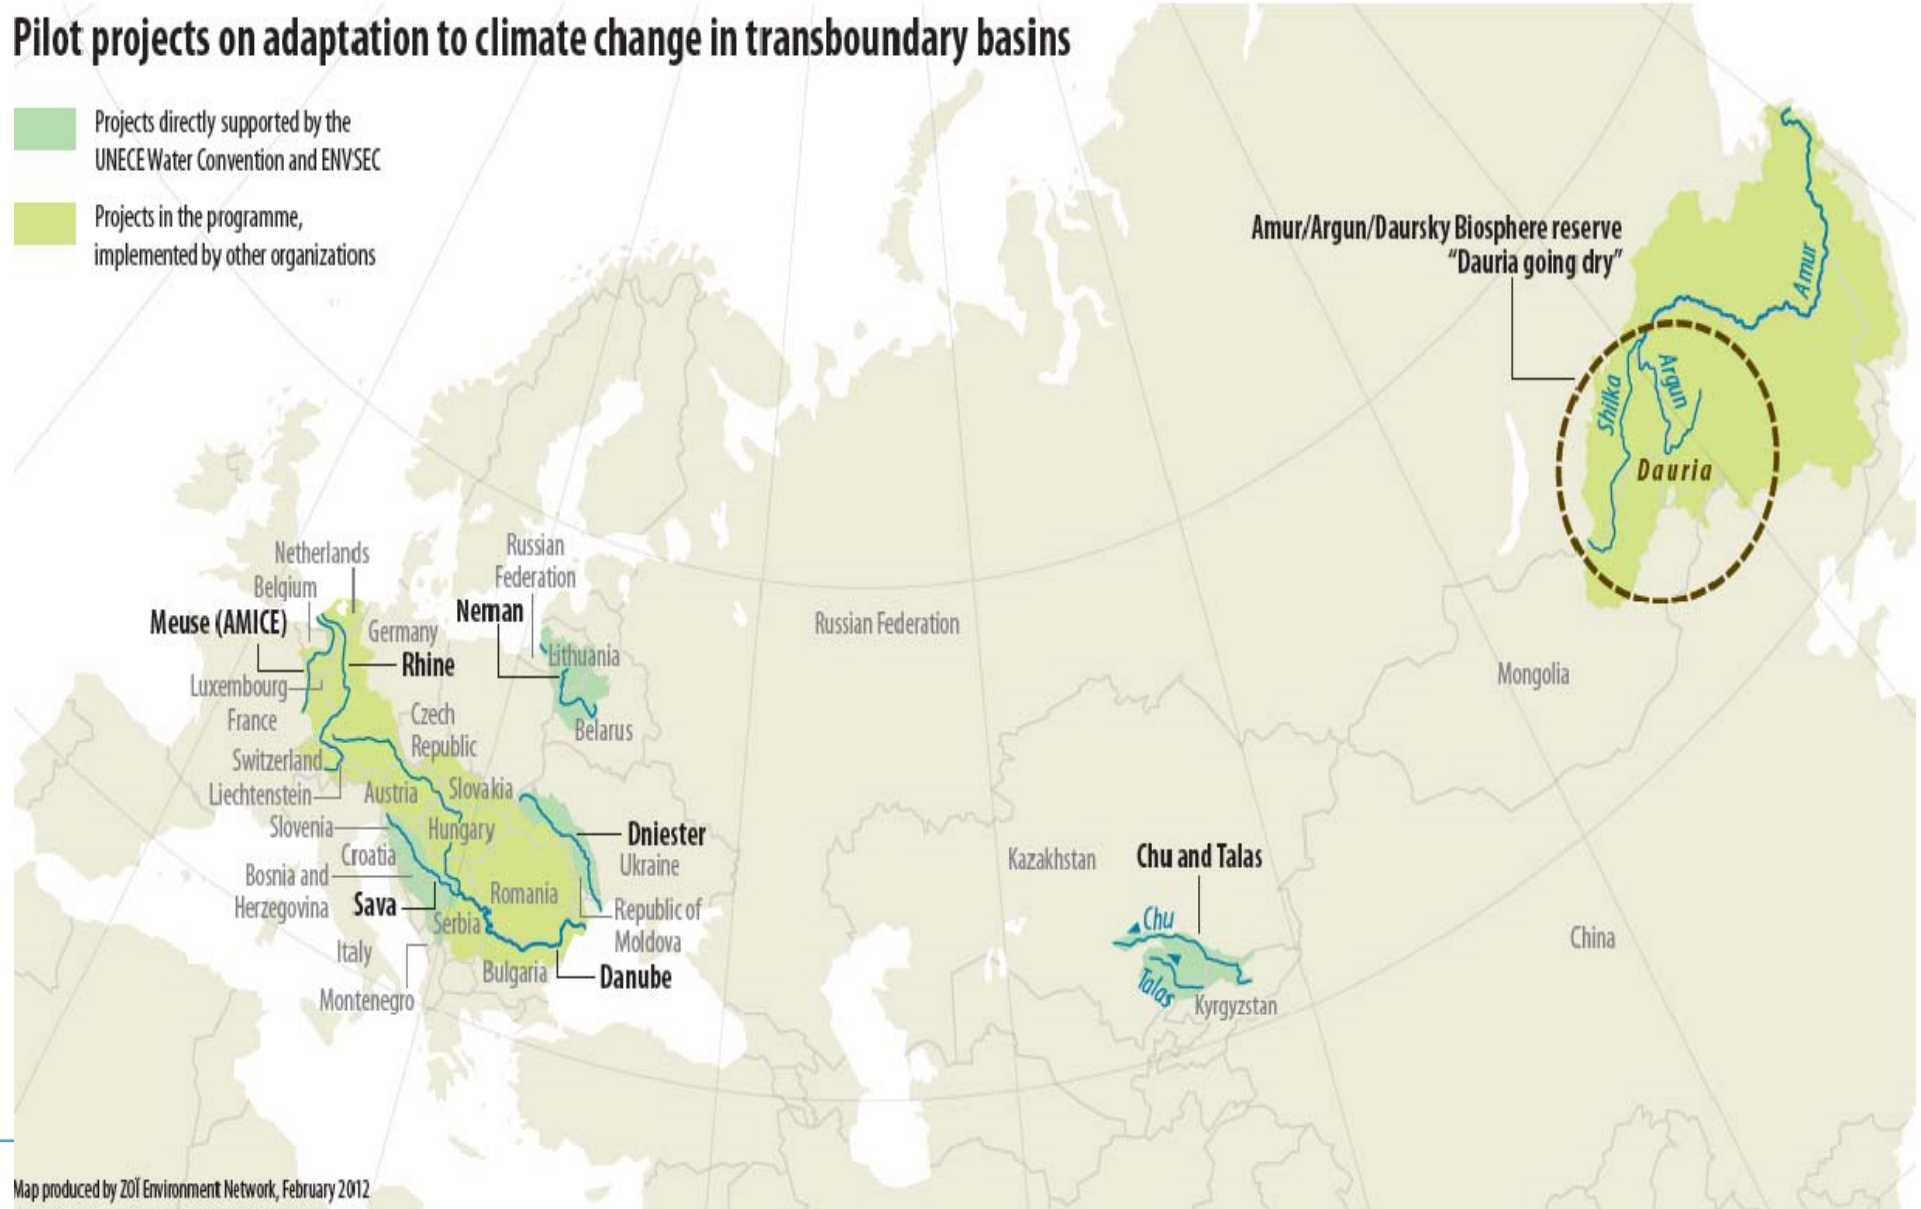 Pilot projects on adaptation to climate change in transboundary basins
Projects directly supported by the
UNECE Water Convention and ENVSEC
Projects in the programme,
implemented by other organizations
Amur/Argun/Daursky Biosphere reserve
“Dauria going dry”
Amur
Argun
Shilka
Dauria
Netherlands
Belgium
Meuse (AMICE)
Germany
Rhine
Luxembourg
France
Czech
Republic
Switzerland
Liechtenstein
Austria
Slovakia
Slovenia
Hungary
Croatia
Bosnia and
Herzegovina
Sava
Serbia
Romania
Italy
Montenegro
Bulgaria
Danube
Russian
Federation
Neman
Lithuania
Belarus
Dniester
Ukraine
Republic of
Moldova
Russian Federation
Mongolia
Kazakhstan
Chu and Talas
Chu
Talas
Kyrgyzstan
China
Map produced by ZOÏ Environment Network, February 2012